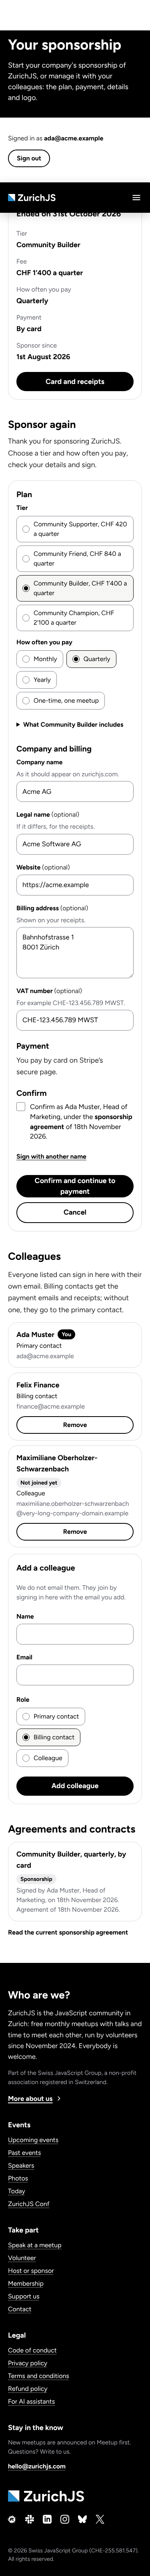 Your sponsorship
Start your company's sponsorship of
ZurichJS, or manage it with your
colleagues: the plan, payment, details
and logo.
Signed in as ada@acme.example
Sign out
ZurichJS
Ended on 31st October 2026
Tier
Community Builder
Fee
CHF 1'400 a quarter
How often you pay
Quarterly
Payment
By card
Sponsor since
1st August 2026
Card and receipts
Sponsor again
Thank you for sponsoring ZurichJS.
Choose a tier and how often you pay,
check your details and sign.
Plan
Tier
Community Supporter, CHF 420
a quarter
Community Friend, CHF 840 a
quarter
Community Builder, CHF 1'400 a
quarter
Community Champion, CHF
2'100 a quarter
How often you pay
Monthly
Quarterly
Yearly
One-time, one meetup
What Community Builder includes
Company and billing
Company name
As it should appear on zurichjs.com.
Acme AG
Legal name (optional)
If it differs, for the receipts.
Acme Software AG
Website (optional)
https://acme.example
Billing address (optional)
Shown on your receipts.
Bahnhofstrasse 1
8001 Zürich
VAT number (optional)
For example CHE-123.456.789 MWST.
CHE-123.456.789 MWST
Payment
You pay by card on Stripe's
secure page.
Confirm
Confirm as Ada Muster, Head of
Marketing, under the sponsorship
agreement of 18th November
2026.
Sign with another name
Confirm and continue to
payment
Cancel
Colleagues
Everyone listed can sign in here with their
own email. Billing contacts get the
payment emails and receipts; without
one, they go to the primary contact.
Ada Muster You
Primary contact
ada@acme.example
Felix Finance
Billing contact
finance@acme.example
Remove
Maximiliane Oberholzer-
Schwarzenbach
Not joined yet
Colleague
maximiliane.oberholzer-schwarzenbach
@very-long-company-domain.example
Remove
Add a colleague
We do not email them. They join by
signing in here with the email you add.
Name
Email
Role
Primary contact
Billing contact
Colleague
Add colleague
Agreements and contracts
Community Builder, quarterly, by
card
Sponsorship
Signed by Ada Muster, Head of
Marketing, on 18th November 2026.
Agreement of 18th November 2026.
Read the current sponsorship agreement
Who are we?
ZurichJS is the JavaScript community in
Zurich: free monthly meetups with talks and
time to meet each other, run by volunteers
since November 2024. Everybody is
welcome.
Part of the Swiss JavaScript Group, a non-profit
association registered in Switzerland.
More about us
Events
Upcoming events
Past events
Speakers
Photos
Today
ZurichJS Conf
Take part
Speak at a meetup
Volunteer
Host or sponsor
Membership
Support us
Contact
Legal
Code of conduct
Privacy policy
Terms and conditions
Refund policy
For AI assistants
Stay in the know
New meetups are announced on Meetup first.
Questions? Write to us.
hello@zurichjs.com
ZurichJS
© 2026 Swiss JavaScript Group (CHE-255.581.547).
All rights reserved.